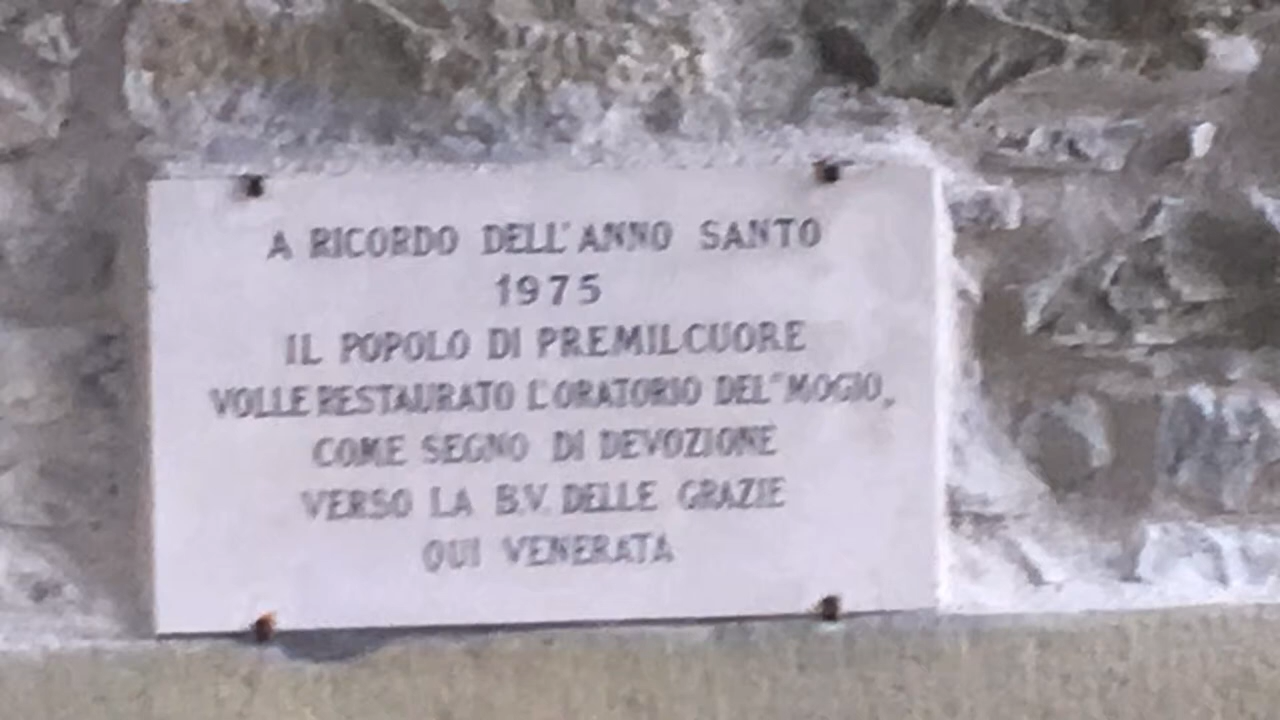 A RICORDO DELL'ANNO SANTO
1975
IL POPOLO DI PREMILCUORE
VOLLE RESTAURATO L'ORATORIO DEL "MOGIO„
COME SEGNO DI DEVOZIONE
VERSO LA B.V. DELLE GRAZIE
QUI VENERATA